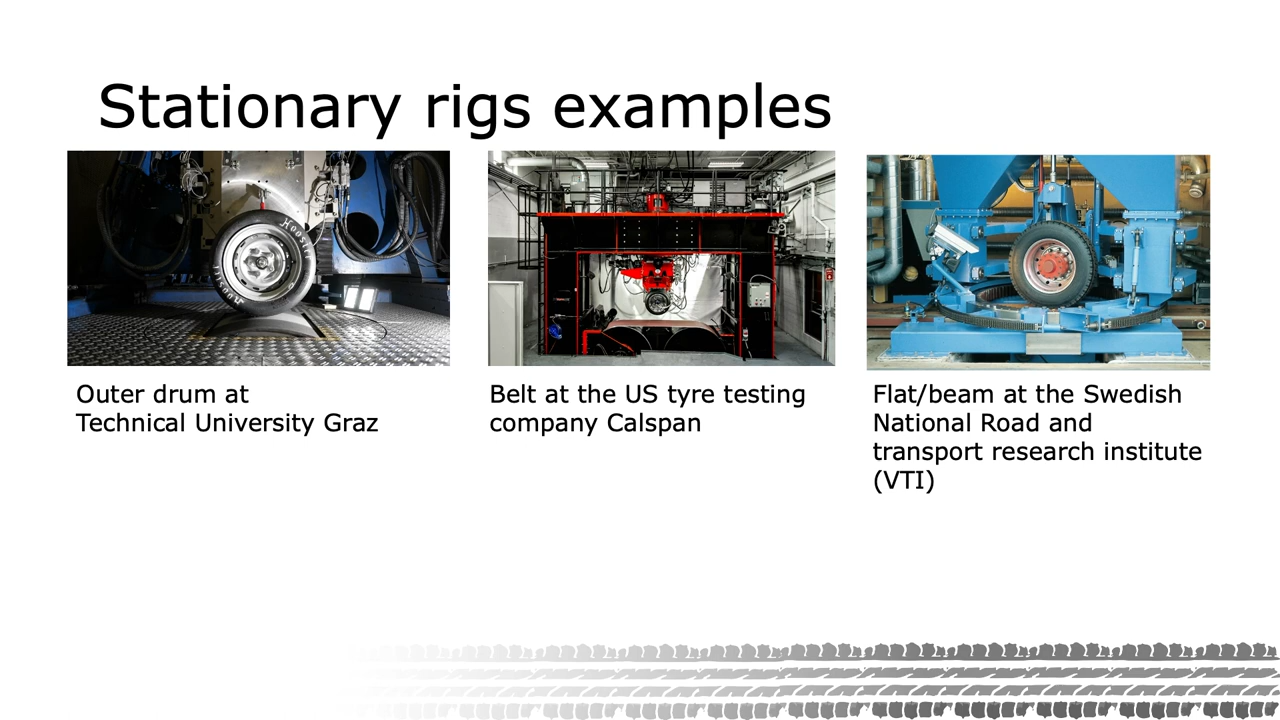 Stationary rigs examples
Outer drum at
Technical University Graz
Belt at the US tyre testing
company Calspan
Flat/beam at the Swedish
National Road and
transport research institute
(VTI)